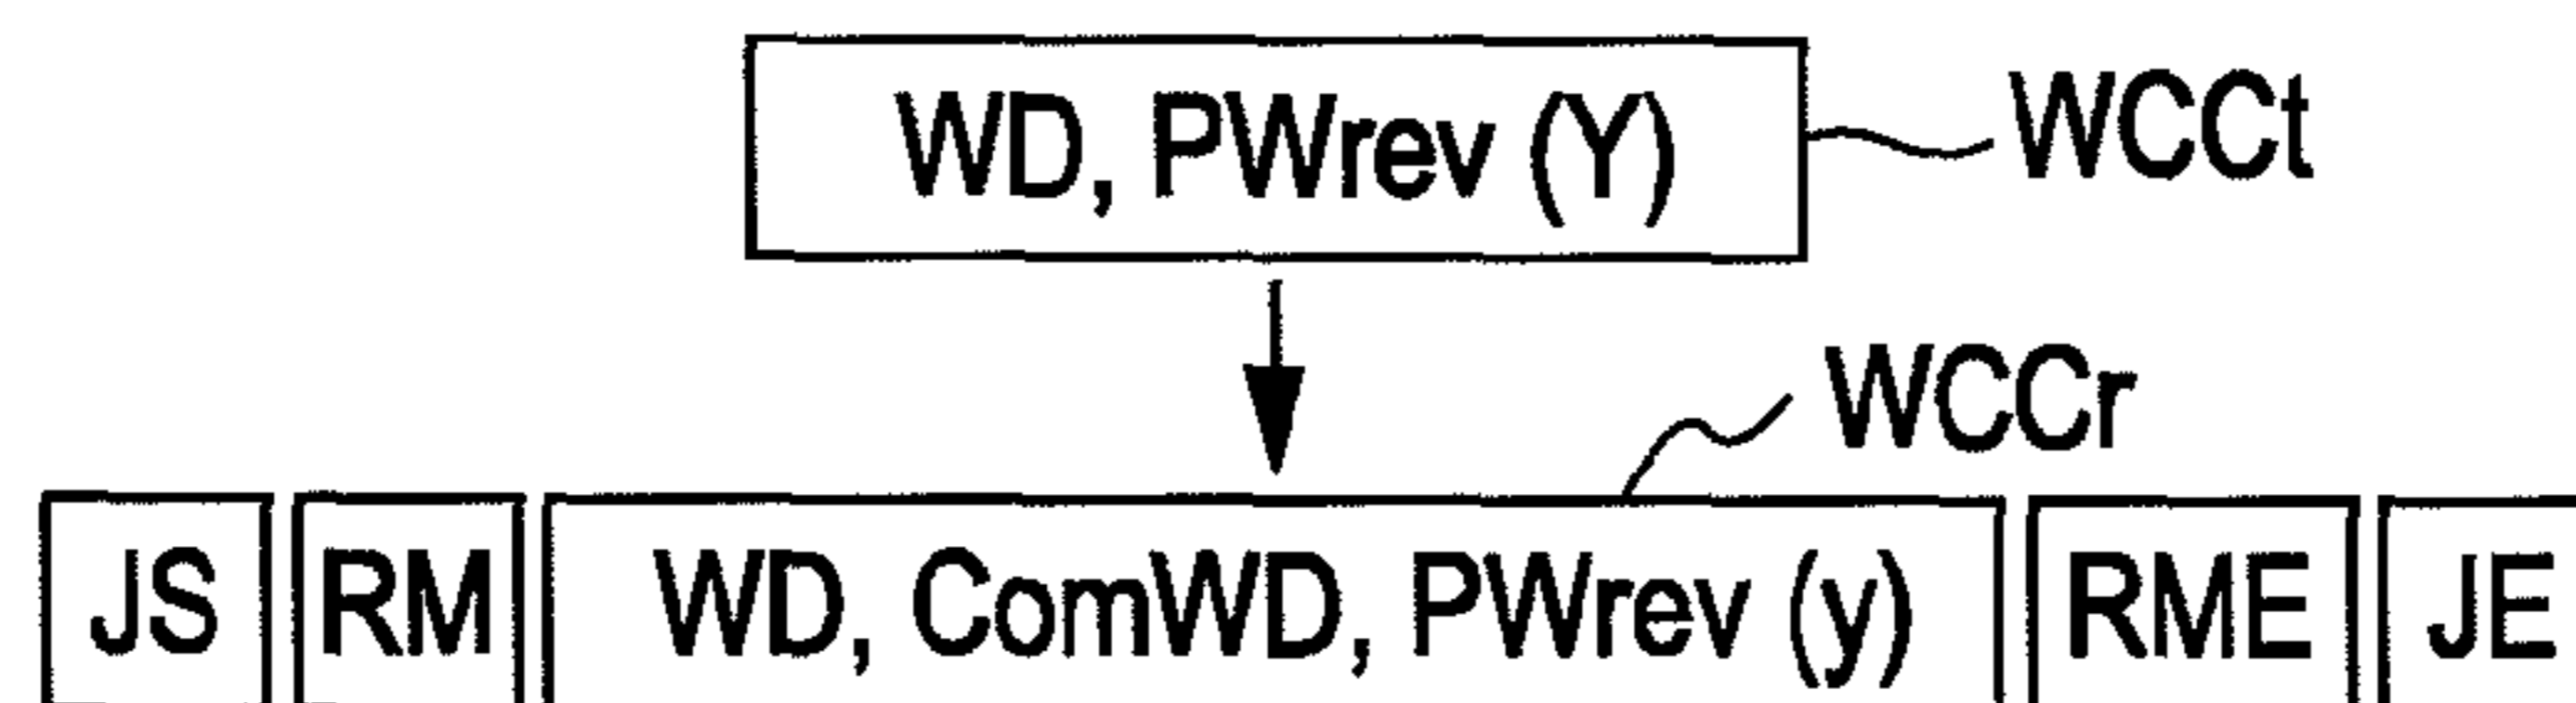 WD, PWrev (Y) WCCt
WCCr
JS RM WD, ComWD, PWrev (y) RME JE